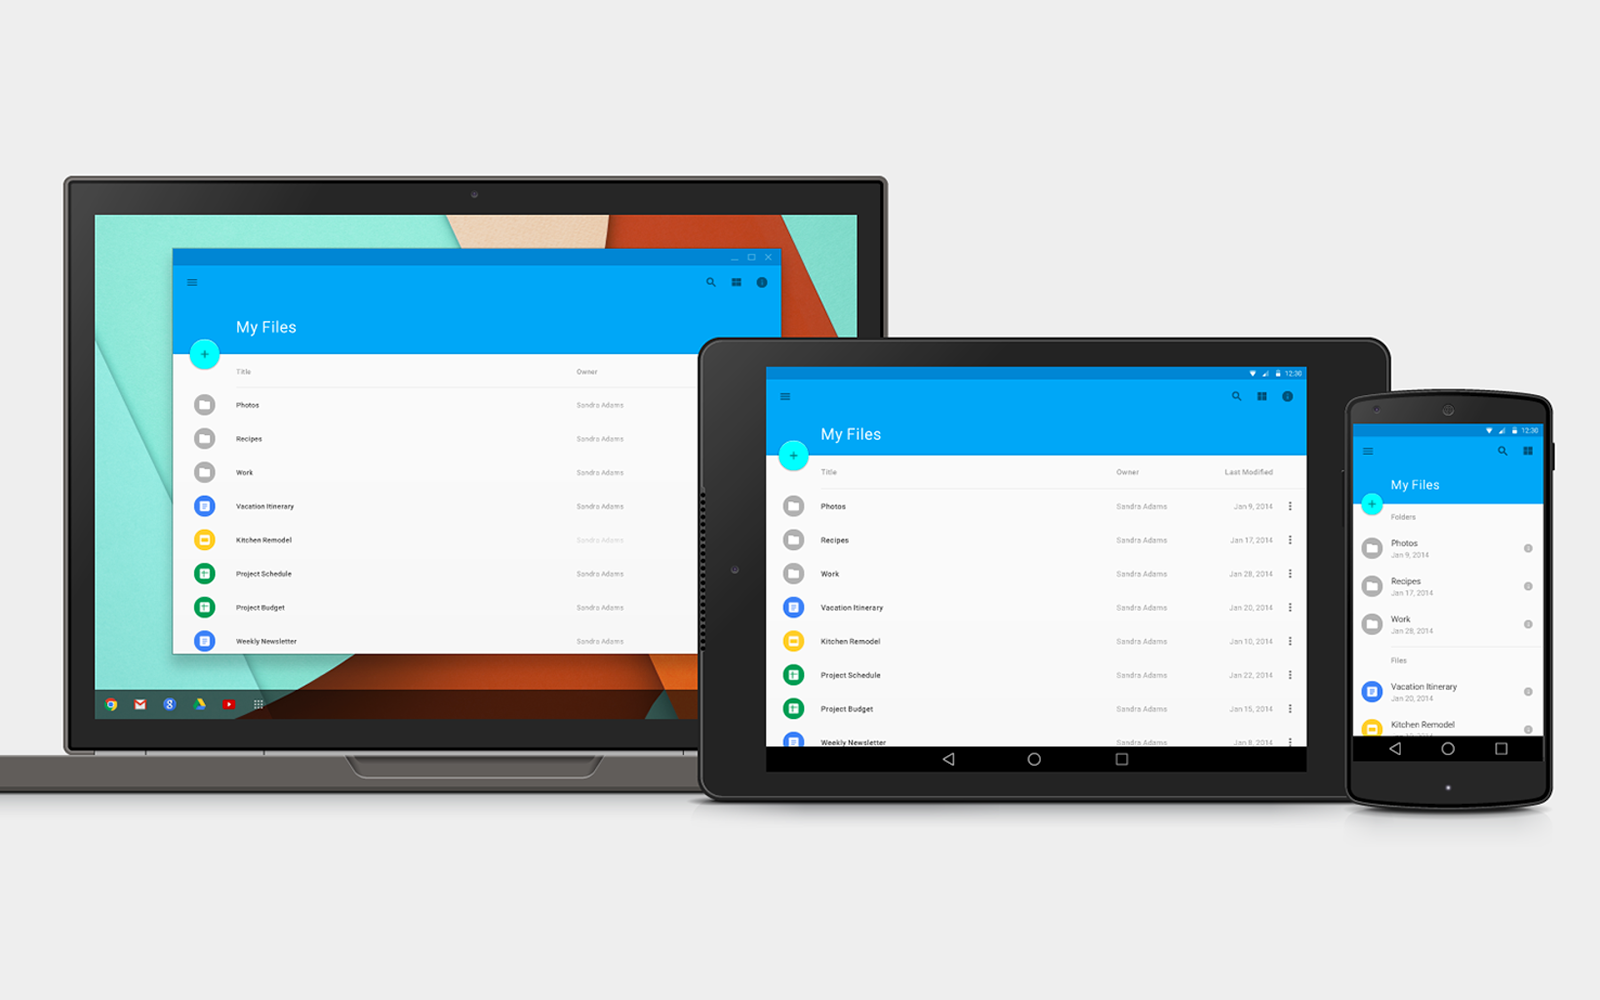 My Files
Title Owner
Photos Sandra Adams
Recipes Sandra Adams
Work Sandra Adams
Vacation Itinerary Sandra Adams
Kitchen Remodel Sandra Adams
Project Schedule Sandra Adams
Project Budget Sandra Adams
Weekly Newsletter Sandra Adams
12:30
My Files
Title Owner Last Modified
Photos Sandra Adams Jan 9, 2014
Recipes Sandra Adams Jan 17, 2014
Work Sandra Adams Jan 28, 2014
Vacation Itinerary Sandra Adams Jan 20, 2014
Kitchen Remodel Sandra Adams Jan 10, 2014
Project Schedule Sandra Adams Jan 22, 2014
Project Budget Sandra Adams Jan 15, 2014
Weekly Newsletter Sandra Adams Jan 8, 2014
12:30
My Files
Folders
Photos
Jan 9, 2014
Recipes
Jan 17, 2014
Work
Jan 28, 2014
Files
Vacation Itinerary
Jan 20, 2014
Kitchen Remodel